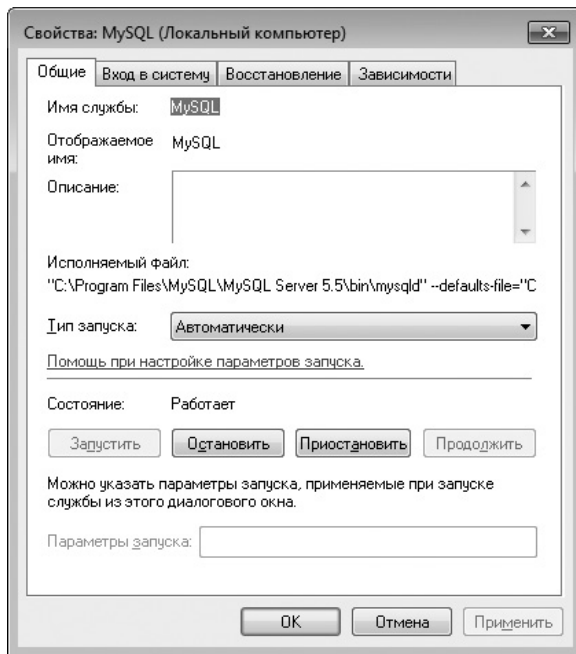 Свойства: MySQL (Локальный компьютер)
Общие Вход в систему Восстановление Зависимости
Имя службы: MySQL
Отображаемое
имя: MySQL
Описание:
Исполняемый файл:
"C:\Program Files\MySQL\MySQL Server 5.5\bin\mysqld" --defaults-file="C
Тип запуска: Автоматически
Помощь при настройке параметров запуска.
Состояние: Работает
Запустить Остановить Приостановить Продолжить
Можно указать параметры запуска, применяемые при запуске
службы из этого диалогового окна.
Параметры запуска:
OK Отмена Применить